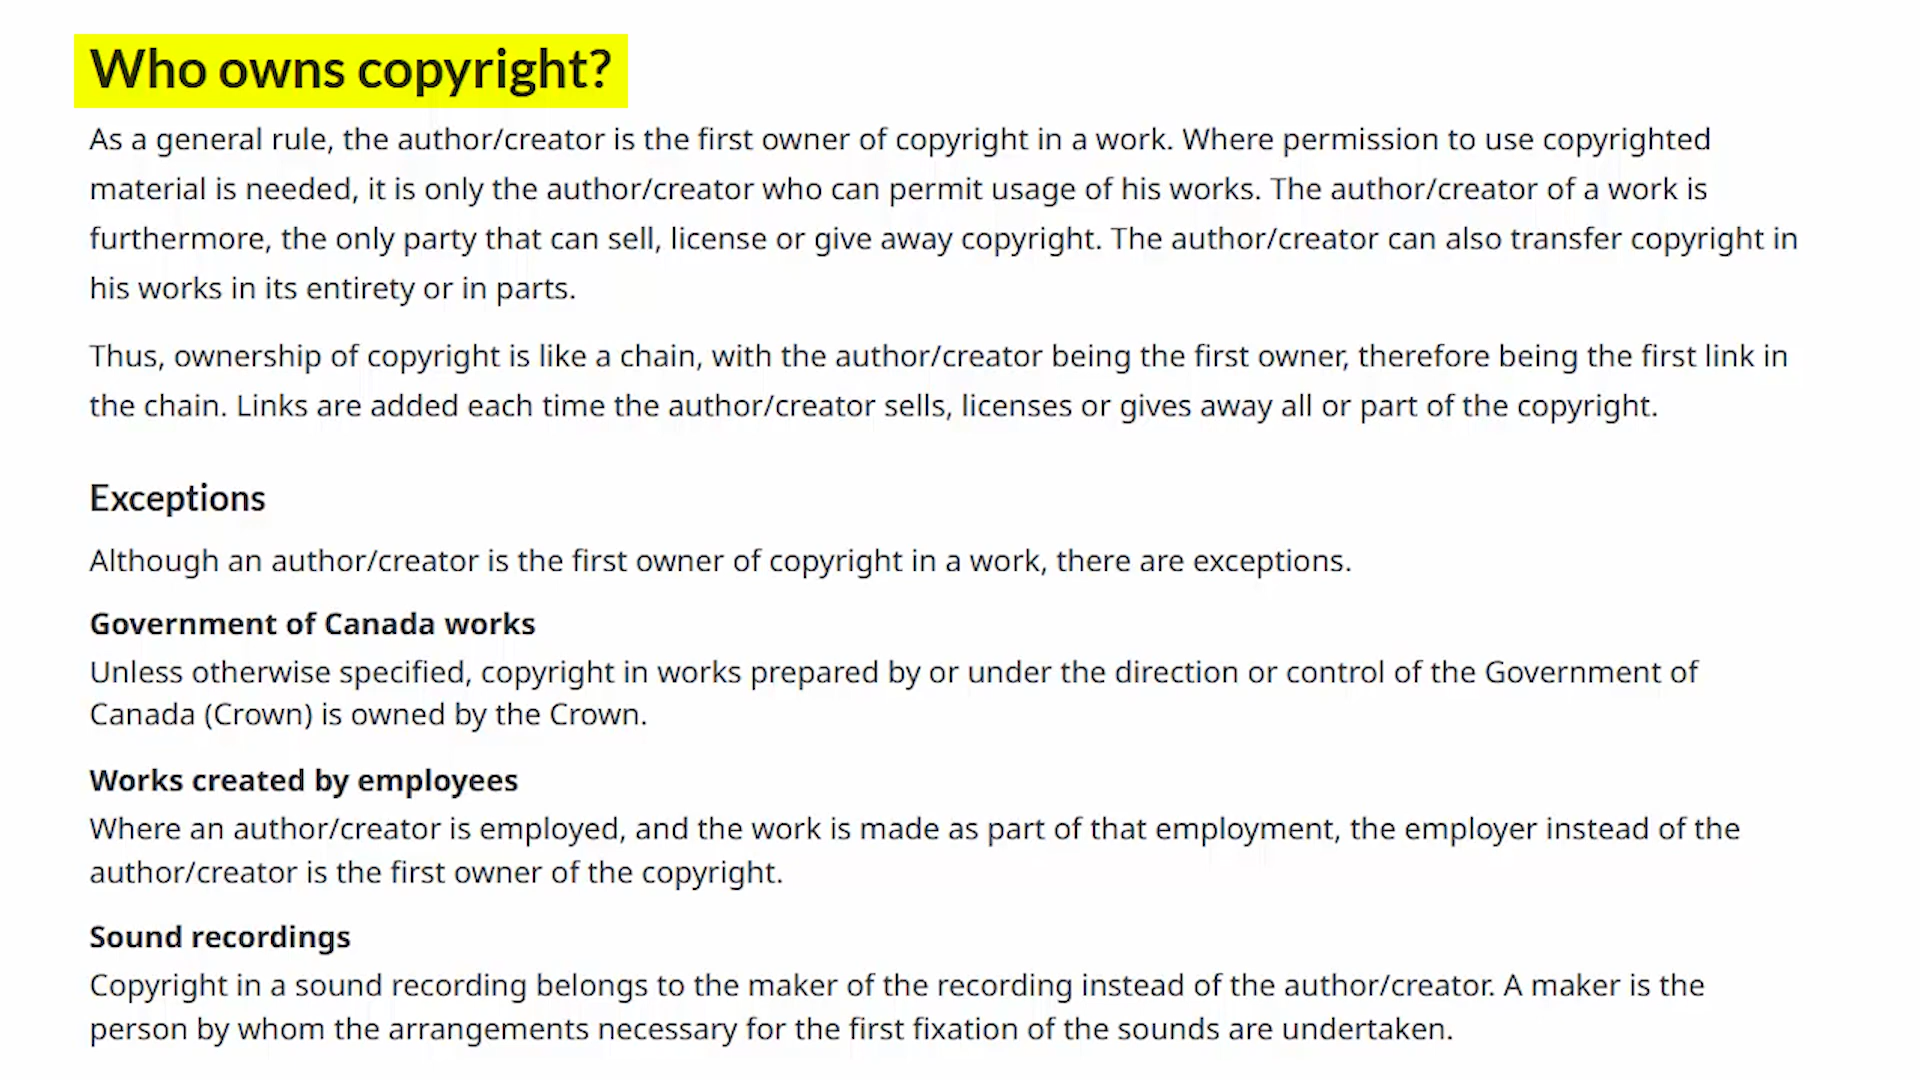 Who owns copyright?
As a general rule, the author/creator is the first owner of copyright in a work. Where permission to use copyrighted
material is needed, it is only the author/creator who can permit usage of his works. The author/creator of a work is
furthermore, the only party that can sell, license or give away copyright. The author/creator can also transfer copyright in
his works in its entirety or in parts.
Thus, ownership of copyright is like a chain, with the author/creator being the first owner, therefore being the first link in
the chain. Links are added each time the author/creator sells, licenses or gives away all or part of the copyright.
Exceptions
Although an author/creator is the first owner of copyright in a work, there are exceptions.
Government of Canada works
Unless otherwise specified, copyright in works prepared by or under the direction or control of the Government of
Canada (Crown) is owned by the Crown.
Works created by employees
Where an author/creator is employed, and the work is made as part of that employment, the employer instead of the
author/creator is the first owner of the copyright.
Sound recordings
Copyright in a sound recording belongs to the maker of the recording instead of the author/creator. A maker is the
person by whom the arrangements necessary for the first fixation of the sounds are undertaken.